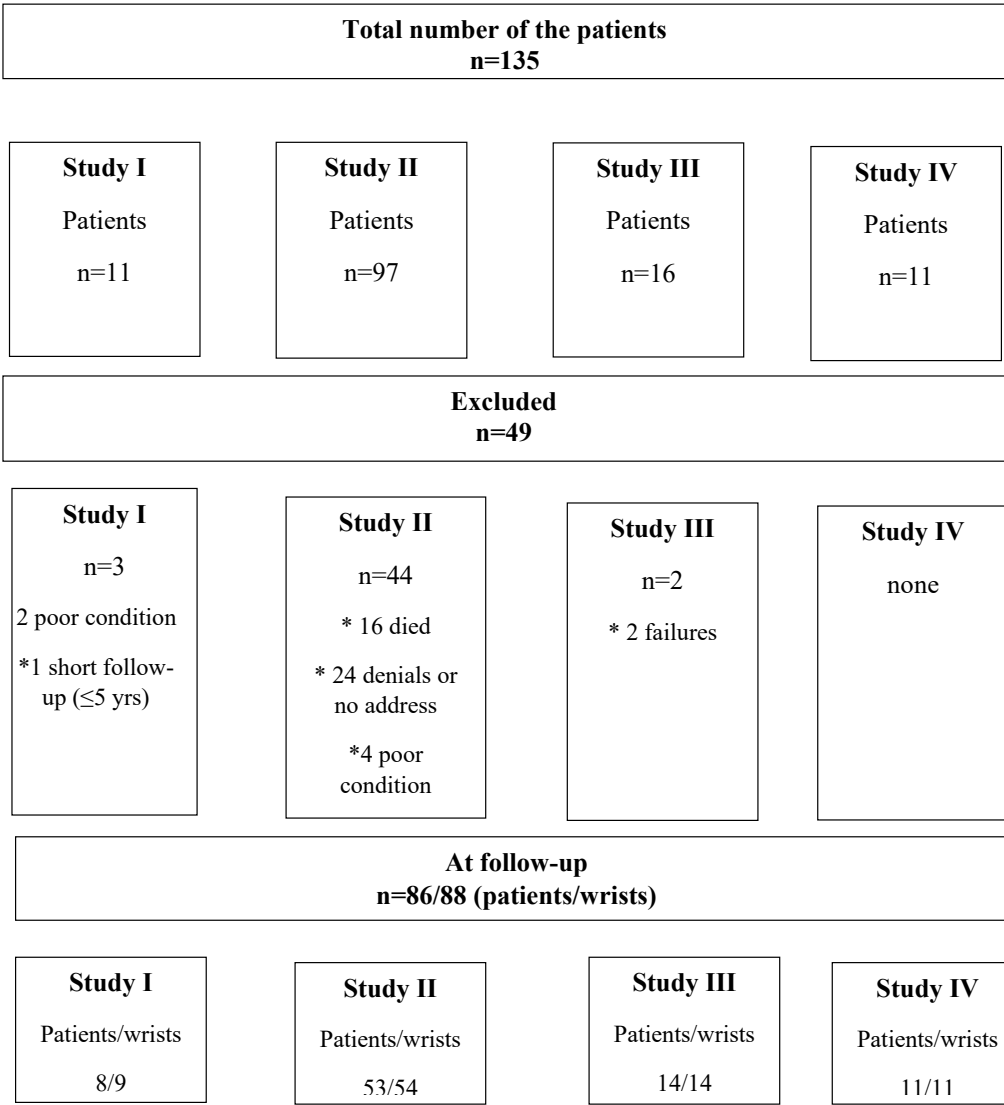 Total number of the patients
n=135
Study I
Patients
n=11
Study II
Patients
n=97
Study III
Patients
n=16
Study IV
Patients
n=11
Excluded
n=49
Study I
n=3
2 poor condition
*1 short follow-
up (≤5 yrs)
Study II
n=44
* 16 died
* 24 denials or
no address
*4 poor
condition
Study III
n=2
* 2 failures
Study IV
none
At follow-up
n=86/88 (patients/wrists)
Study I
Patients/wrists
8/9
Study II
Patients/wrists
53/54
Study III
Patients/wrists
14/14
Study IV
Patients/wrists
11/11